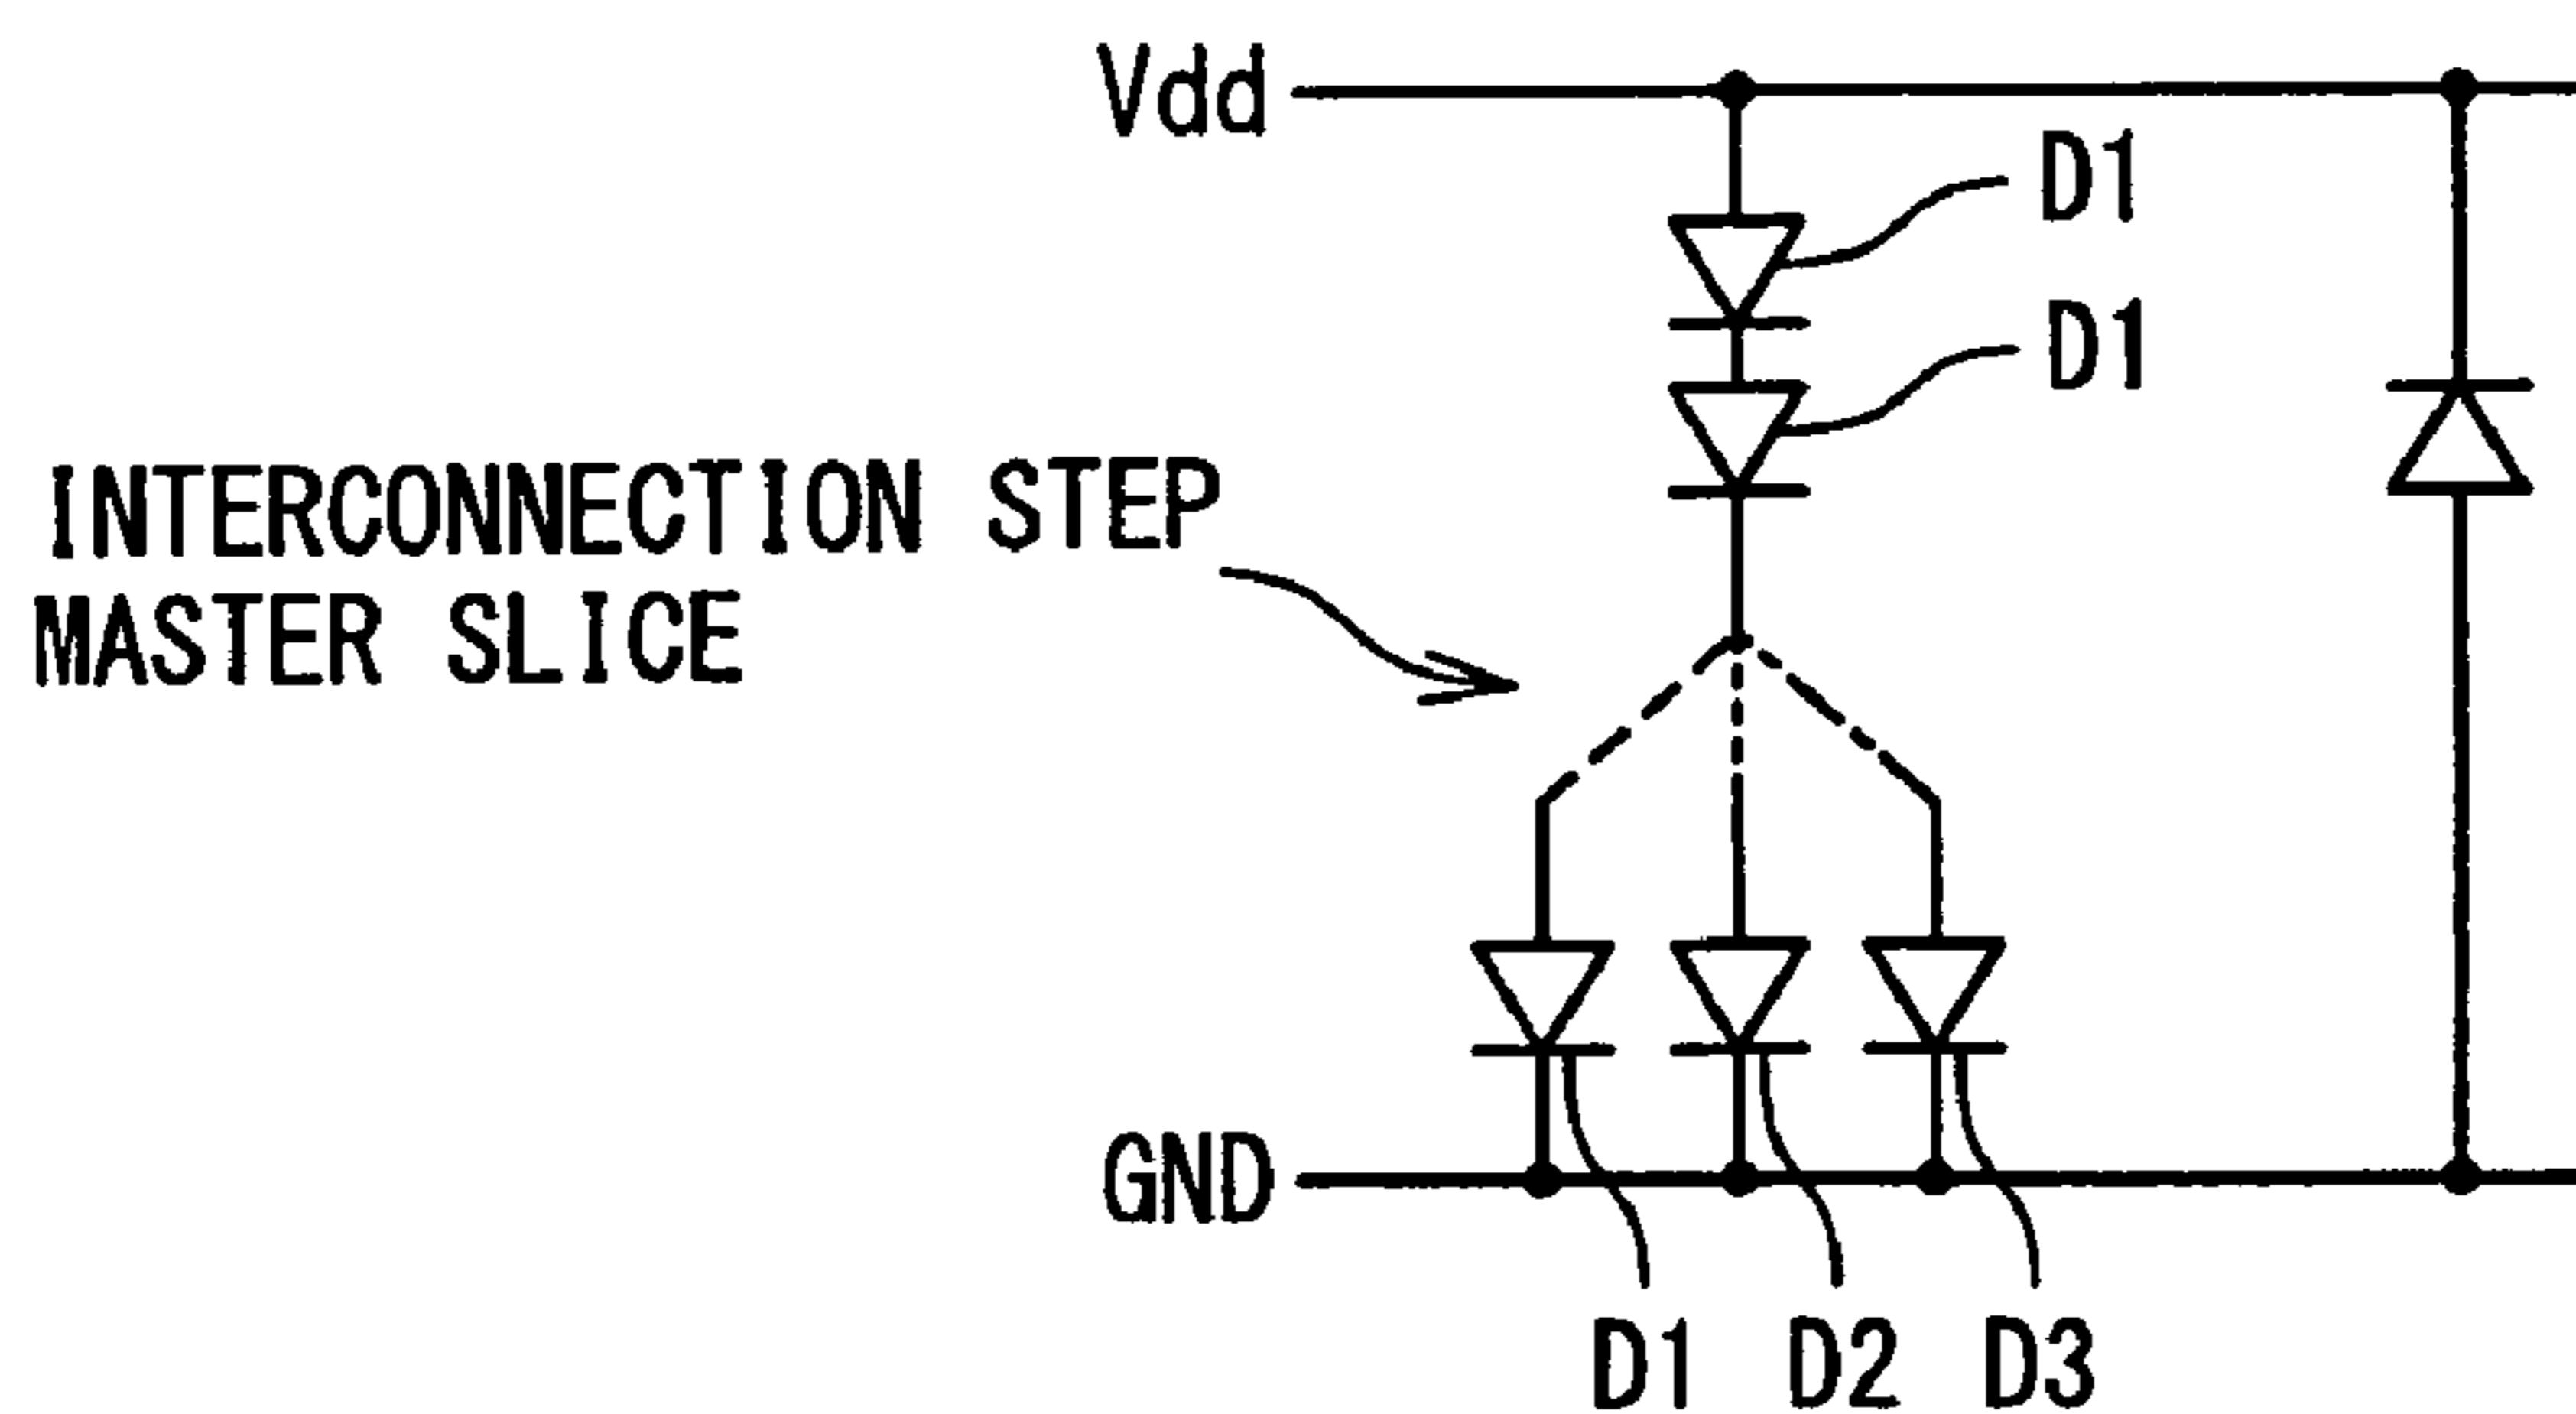 Vdd
D1
D1
INTERCONNECTION STEP
MASTER SLICE
GND
D1 D2 D3